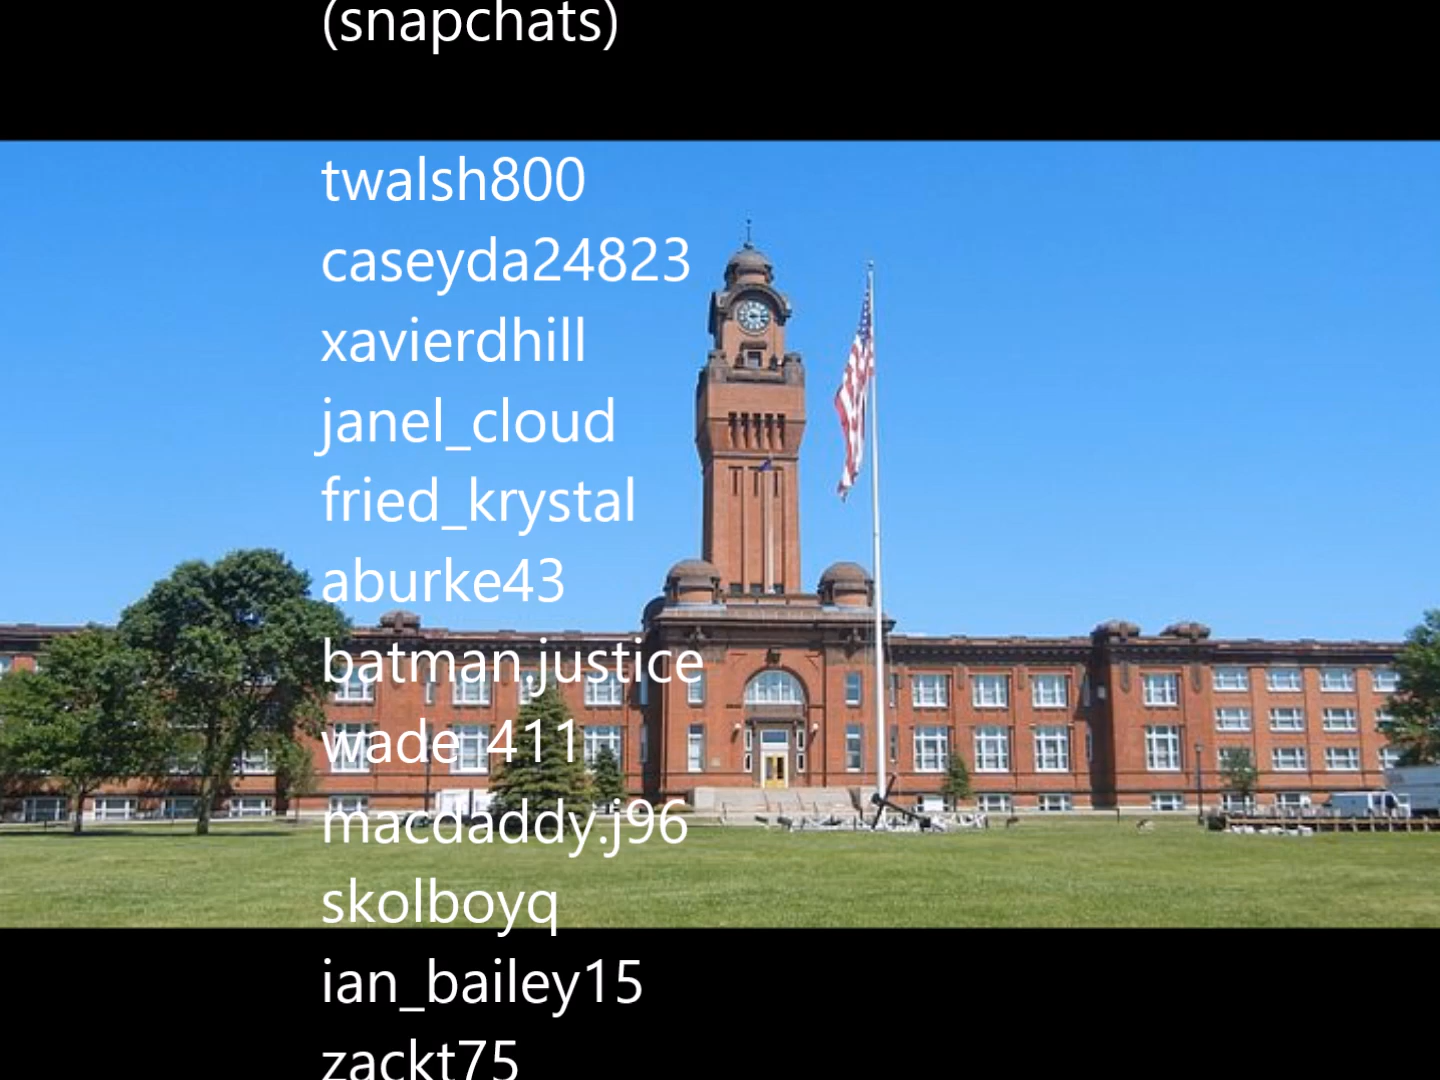 (snapchats)
twalsh800
caseyda24823
xavierdhill
janel_cloud
fried_krystal
aburke43
batman.justice
wade_411
macdaddy.j96
skolboyq
ian_bailey15
zackt75